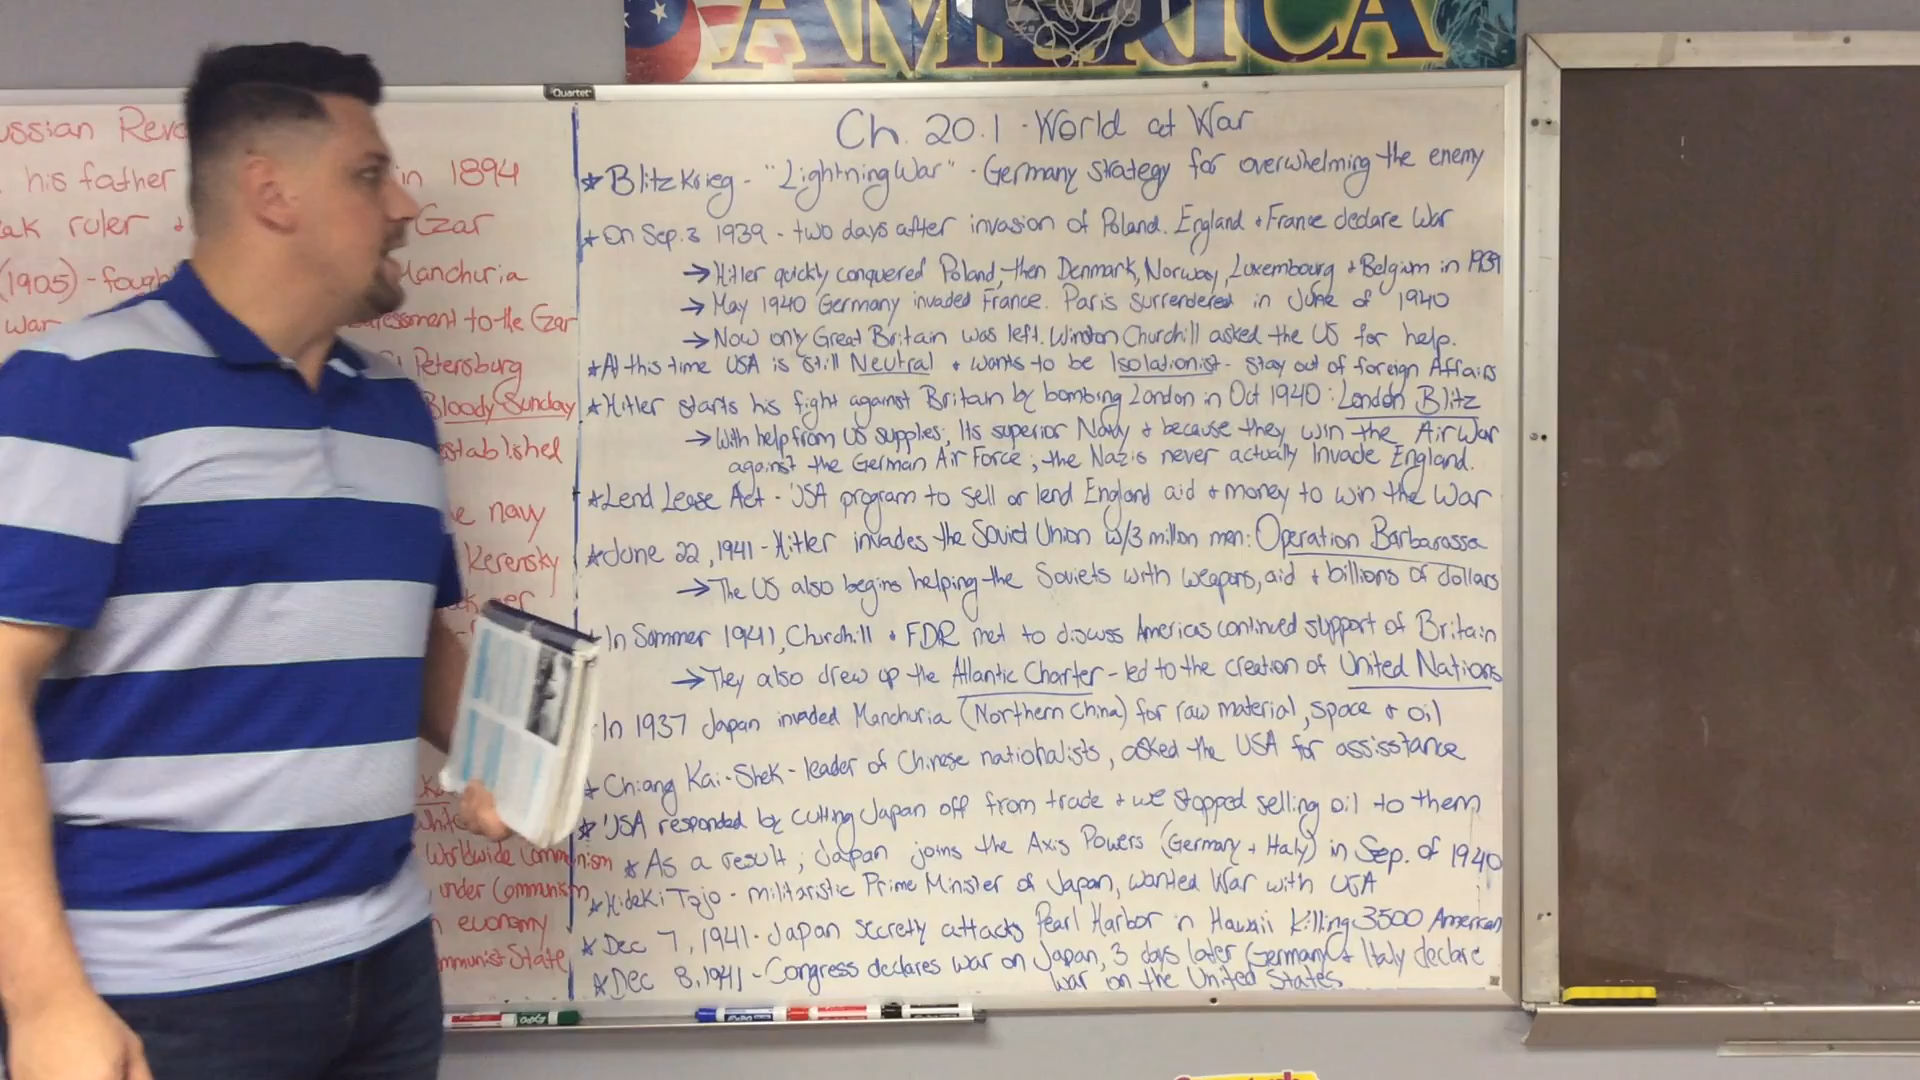 AMERICA
Quartet
ussian Revo
his father in 1894
eak ruler + Czar
(1905) - fough Manchuria
war to the Czar
Petersburg
Bloody Sunday
established
navy
Kerensky
Worldwide Communism
under Communism
economy
mmunist State
Ch. 20.1 - World at War
* Blitzkrieg - "Lightning War" - Germany strategy for overwhelming the enemy
* On Sep. 3 1939 - two days after invasion of Poland. England + France declare War
→ Hitler quickly conquered Poland, then Denmark, Norway, Luxembourg + Belgium in 1939
→ May 1940 Germany invaded France. Paris surrendered in June of 1940
→ Now only Great Britain was left. Winston Churchill asked the US for help.
* At this time USA is still Neutral + wants to be Isolationist - stay out of foreign Affairs
* Hitler starts his fight against Britain by bombing London in Oct 1940: London Blitz
→ With help from US supplies, Its superior Navy + because they win the Air War
against the German Air Force; the Nazis never actually Invade England.
* Lend Lease Act - USA program to sell or lend England aid + money to win the War
* June 22, 1941 - Hitler invades the Soviet Union w/3 millon men: Operation Barbarossa
→ The US also begins helping the Soviets with weapons, aid + billions of dollars
In Sommer 1941, Churchill + FDR met to discuss Americas continued support of Britain
→ They also drew up the Atlantic Charter - led to the creation of United Nations
In 1937 Japan invaded Manchuria (Northern China) for raw material, space + oil
* Chiang Kai-Shek - leader of Chinese nationalists, asked the USA for assisstance
* USA responded by cutting Japan off from trade + we stopped selling oil to them
* As a result; Japan joins the Axis Powers (Germany + Italy) in Sep. of 1940
* Hideki Tojo - militaristic Prime Minister of Japan, wanted War with USA
* Dec 7, 1941 - Japan secretly attacks Pearl Harbor in Hawaii Killing 3500 American
* Dec 8, 1941 - Congress declares war on Japan, 3 days later Germany + Italy declare
war on the United States
EXPO